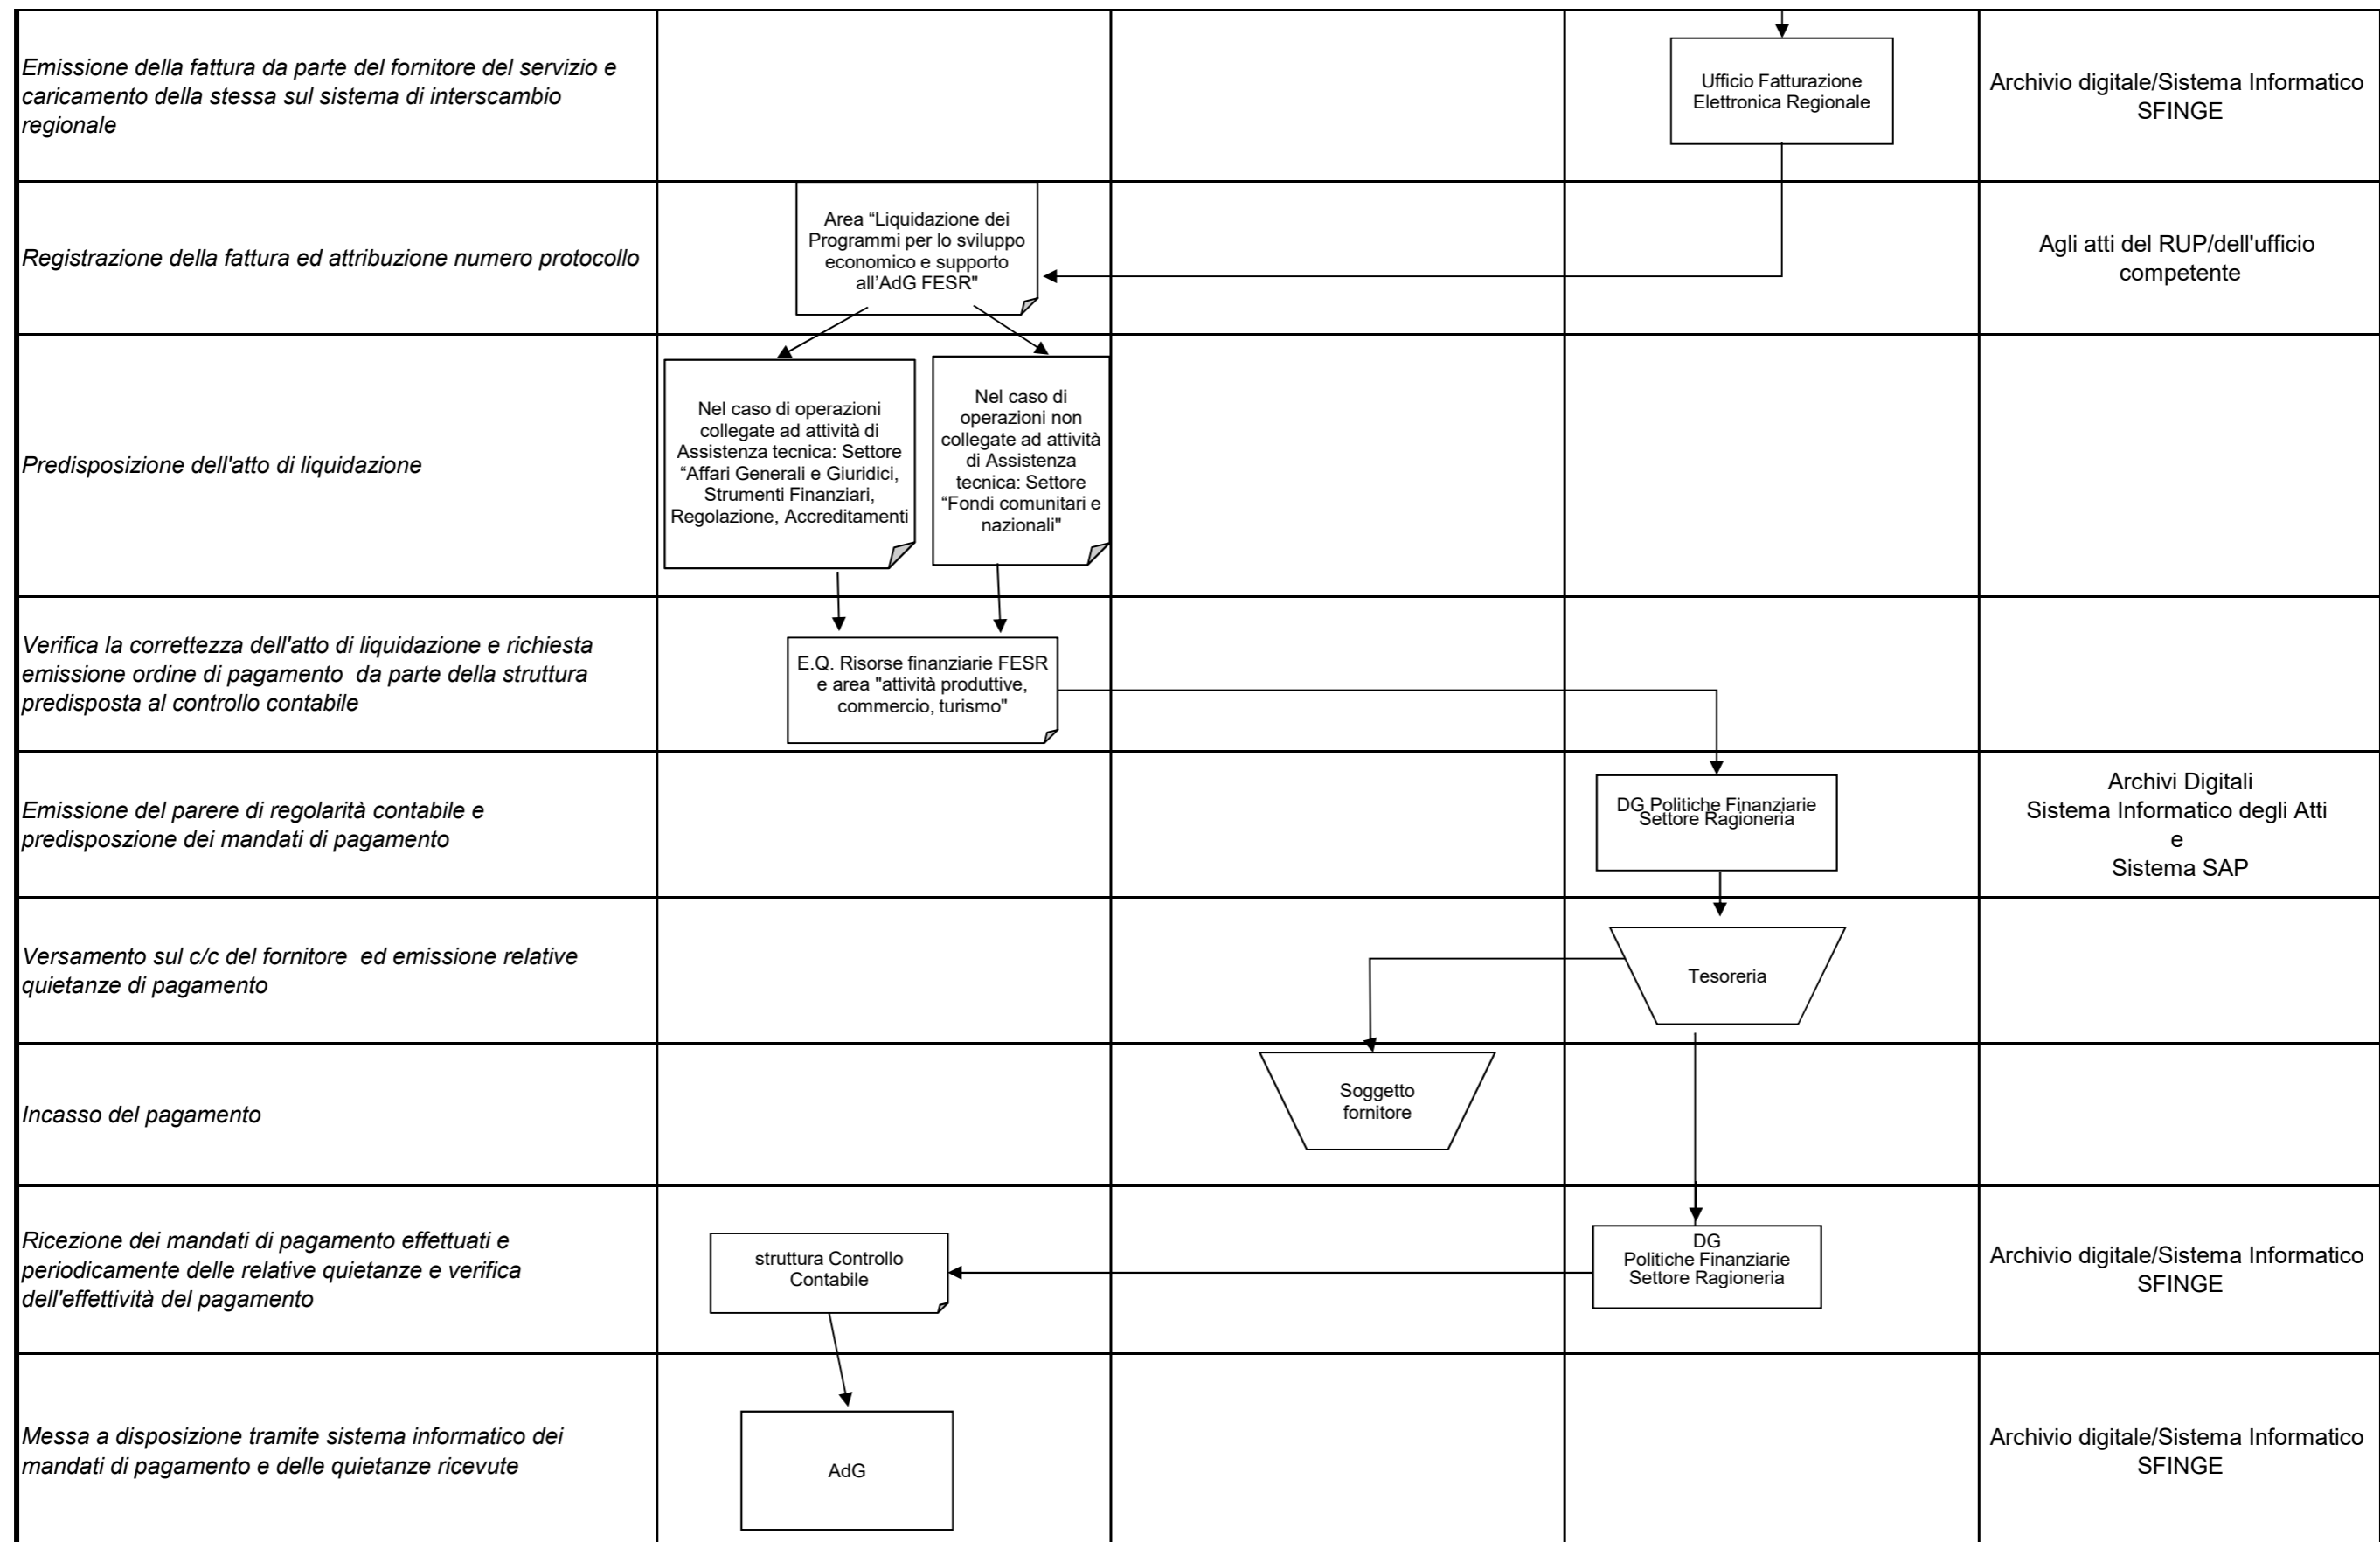 Emissione della fattura da parte del fornitore del servizio e
caricamento della stessa sul sistema di interscambio
regionale
Ufficio Fatturazione
Elettronica Regionale
Archivio digitale/Sistema Informatico
SFINGE
Registrazione della fattura ed attribuzione numero protocollo
Area “Liquidazione dei
Programmi per lo sviluppo
economico e supporto
all’AdG FESR"
Agli atti del RUP/dell'ufficio
competente
Predisposizione dell'atto di liquidazione
Nel caso di operazioni
collegate ad attività di
Assistenza tecnica: Settore
“Affari Generali e Giuridici,
Strumenti Finanziari,
Regolazione, Accreditamenti
Nel caso di
operazioni non
collegate ad attività
di Assistenza
tecnica: Settore
“Fondi comunitari e
nazionali"
Verifica la correttezza dell'atto di liquidazione e richiesta
emissione ordine di pagamento  da parte della struttura
predisposta al controllo contabile
E.Q. Risorse finanziarie FESR
e area "attività produttive,
commercio, turismo"
Emissione del parere di regolarità contabile e
predisposzione dei mandati di pagamento
DG Politiche Finanziarie
Settore Ragioneria
Archivi Digitali
Sistema Informatico degli Atti
e
Sistema SAP
Versamento sul c/c del fornitore  ed emissione relative
quietanze di pagamento
Tesoreria
Incasso del pagamento
Soggetto
fornitore
Ricezione dei mandati di pagamento effettuati e
periodicamente delle relative quietanze e verifica
dell'effettività del pagamento
struttura Controllo
Contabile
DG
Politiche Finanziarie
Settore Ragioneria
Archivio digitale/Sistema Informatico
SFINGE
Messa a disposizione tramite sistema informatico dei
mandati di pagamento e delle quietanze ricevute
AdG
Archivio digitale/Sistema Informatico
SFINGE